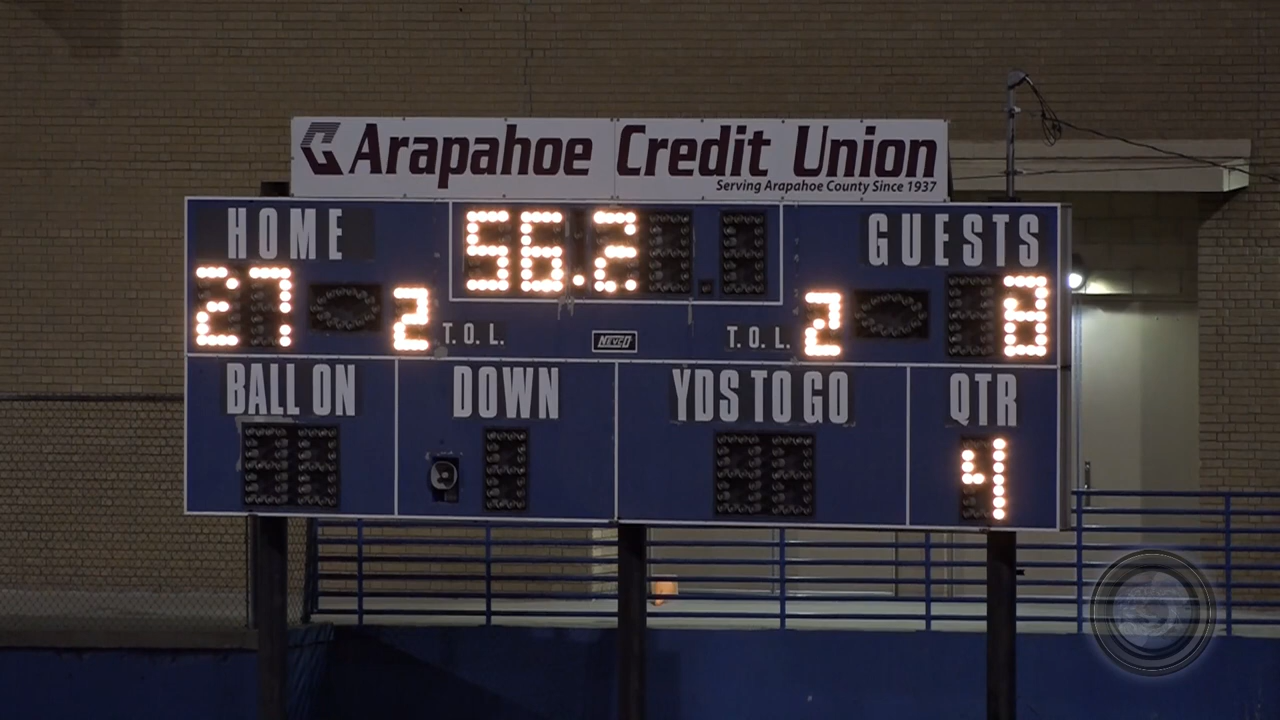 Arapahoe Credit Union
Serving Arapahoe County Since 1937
HOME 56.2 GUESTS
27 2 T.O.L. NEVCO T.O.L. 2 8
BALL ON DOWN YDS TO GO QTR
4